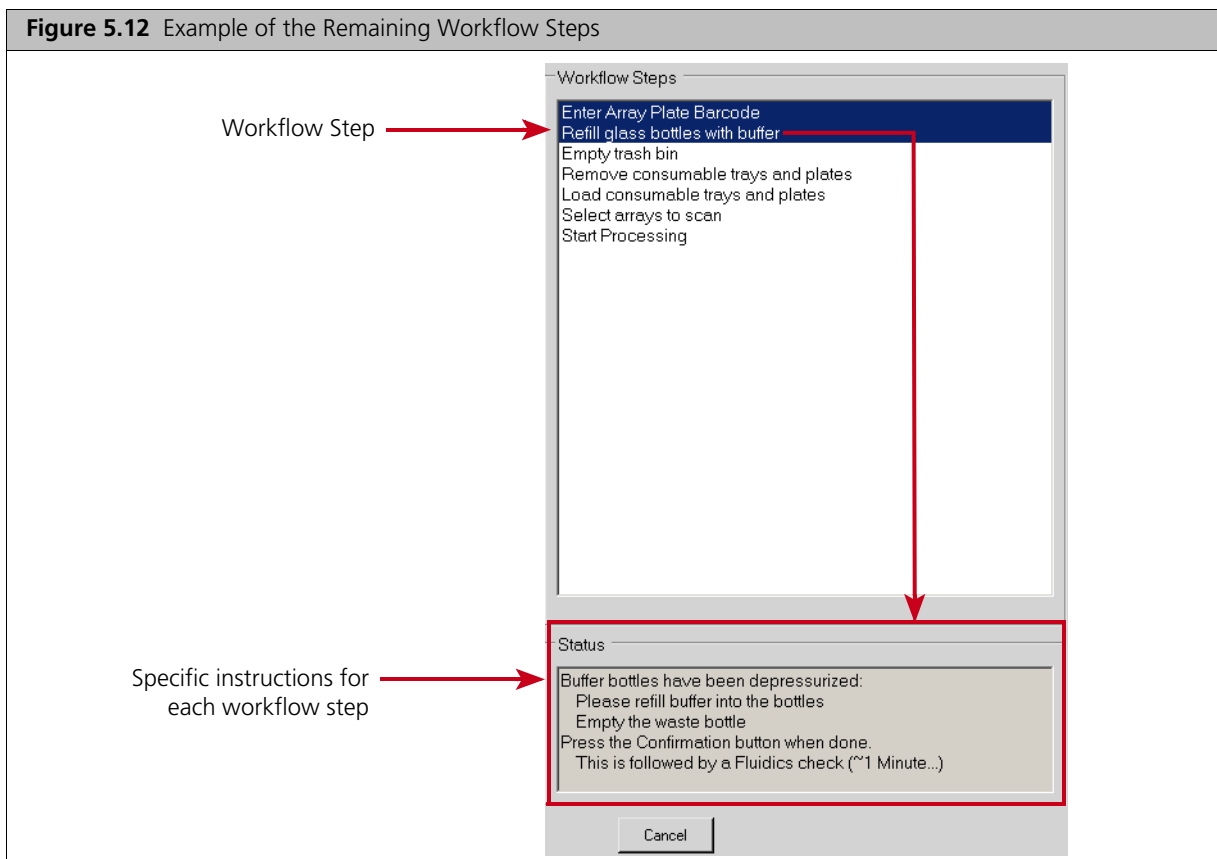 Figure 5.12 Example of the Remaining Workflow Steps
Workflow Steps
Workflow Step
Enter Array Plate Barcode
Refill glass bottles with buffer
Empty trash bin
Remove consumable trays and plates
Load consumable trays and plates
Select arrays to scan
Start Processing
Status
Specific instructions for
each workflow step
Buffer bottles have been depressurized:
Please refill buffer into the bottles
Empty the waste bottle
Press the Confirmation button when done.
This is followed by a Fluidics check (~1 Minute...)
Cancel